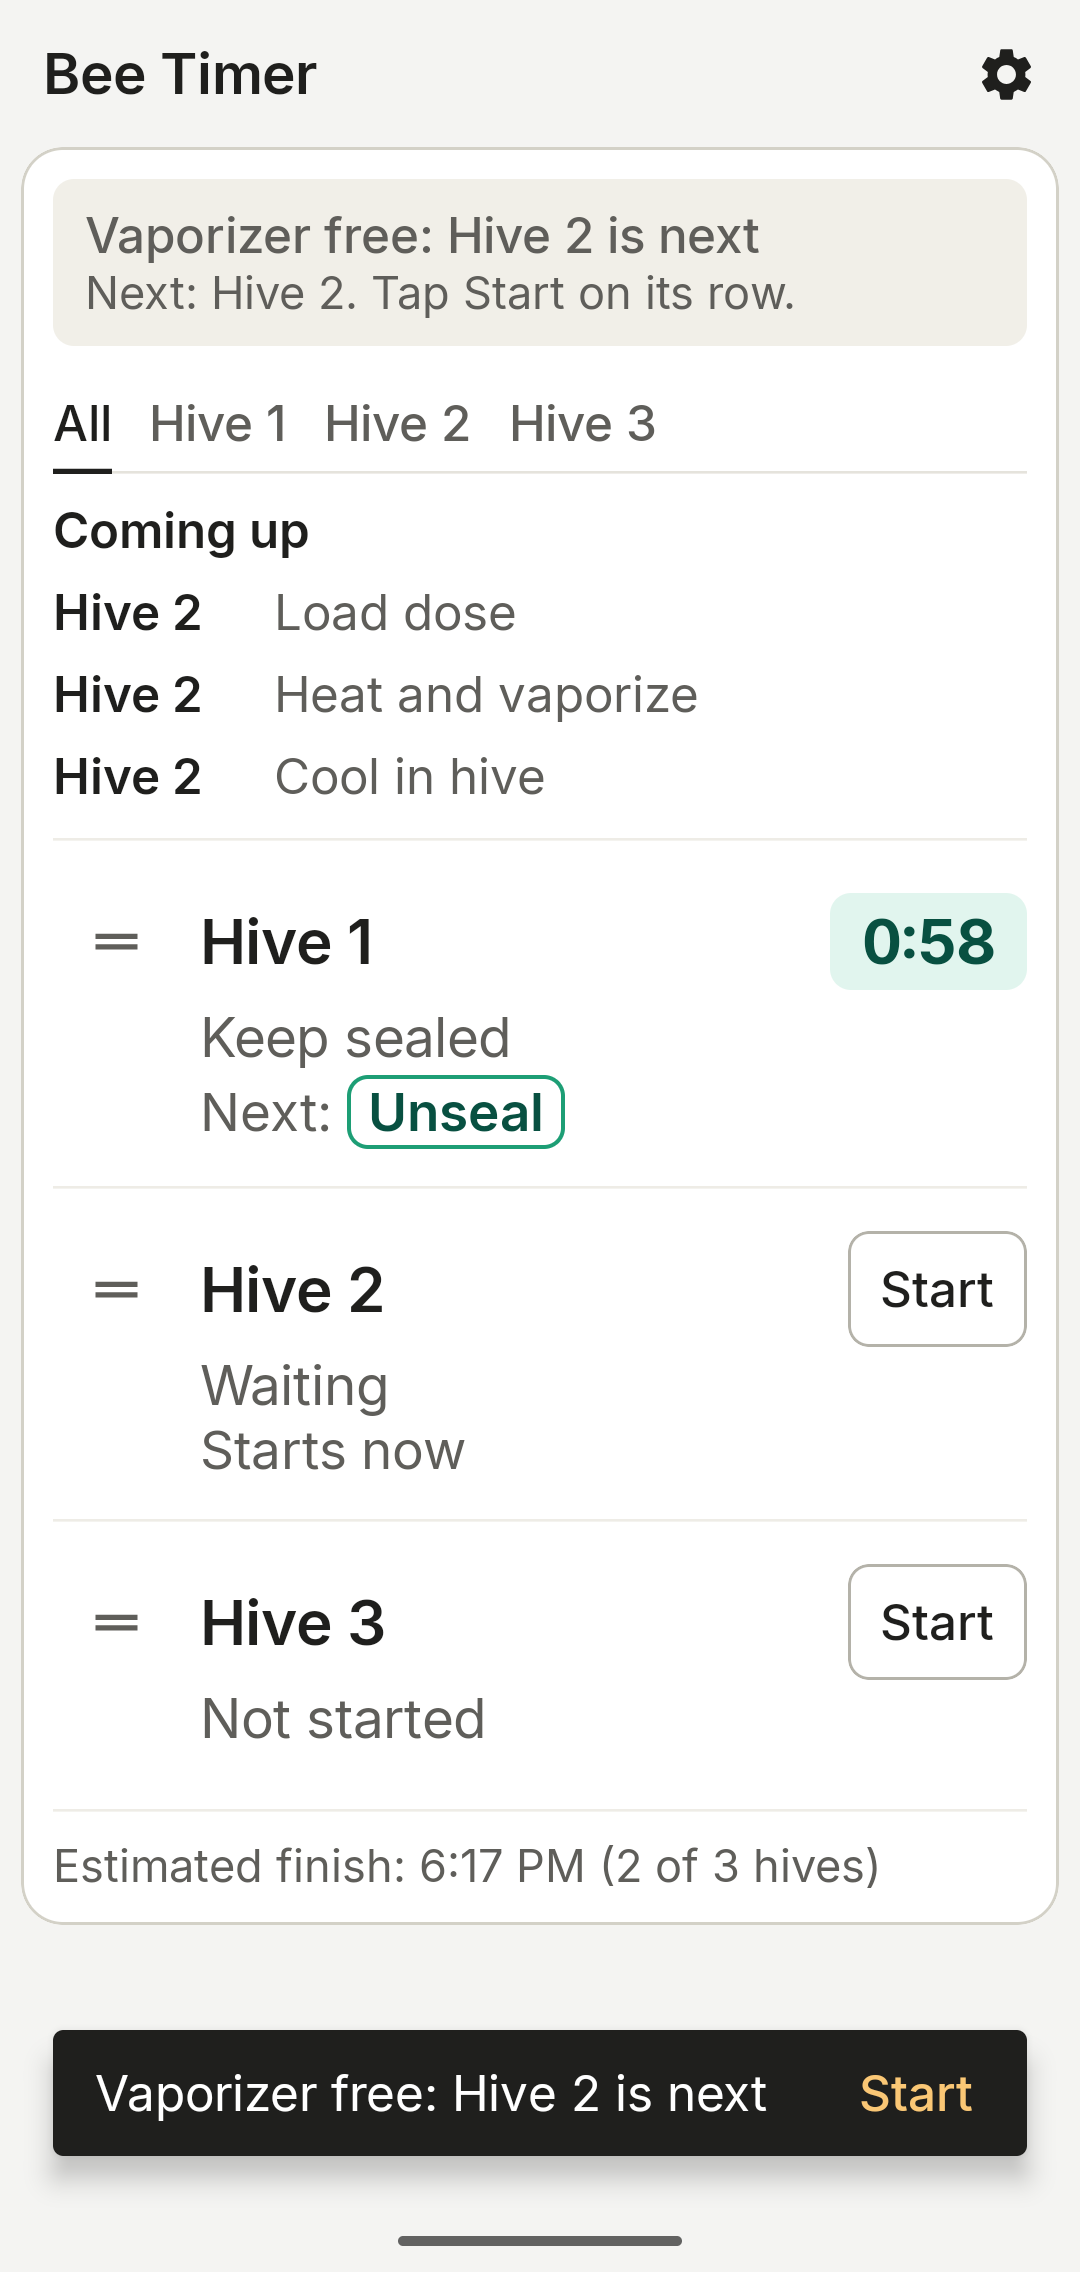 Bee Timer
Vaporizer free: Hive 2 is next
Next: Hive 2. Tap Start on its row.
All Hive 1 Hive 2 Hive 3
Coming up
Hive 2 Load dose
Hive 2 Heat and vaporize
Hive 2 Cool in hive
Hive 1 0:58
Keep sealed
Next: Unseal
Hive 2 Start
Waiting
Starts now
Hive 3 Start
Not started
Estimated finish: 6:17 PM (2 of 3 hives)
Vaporizer free: Hive 2 is next Start